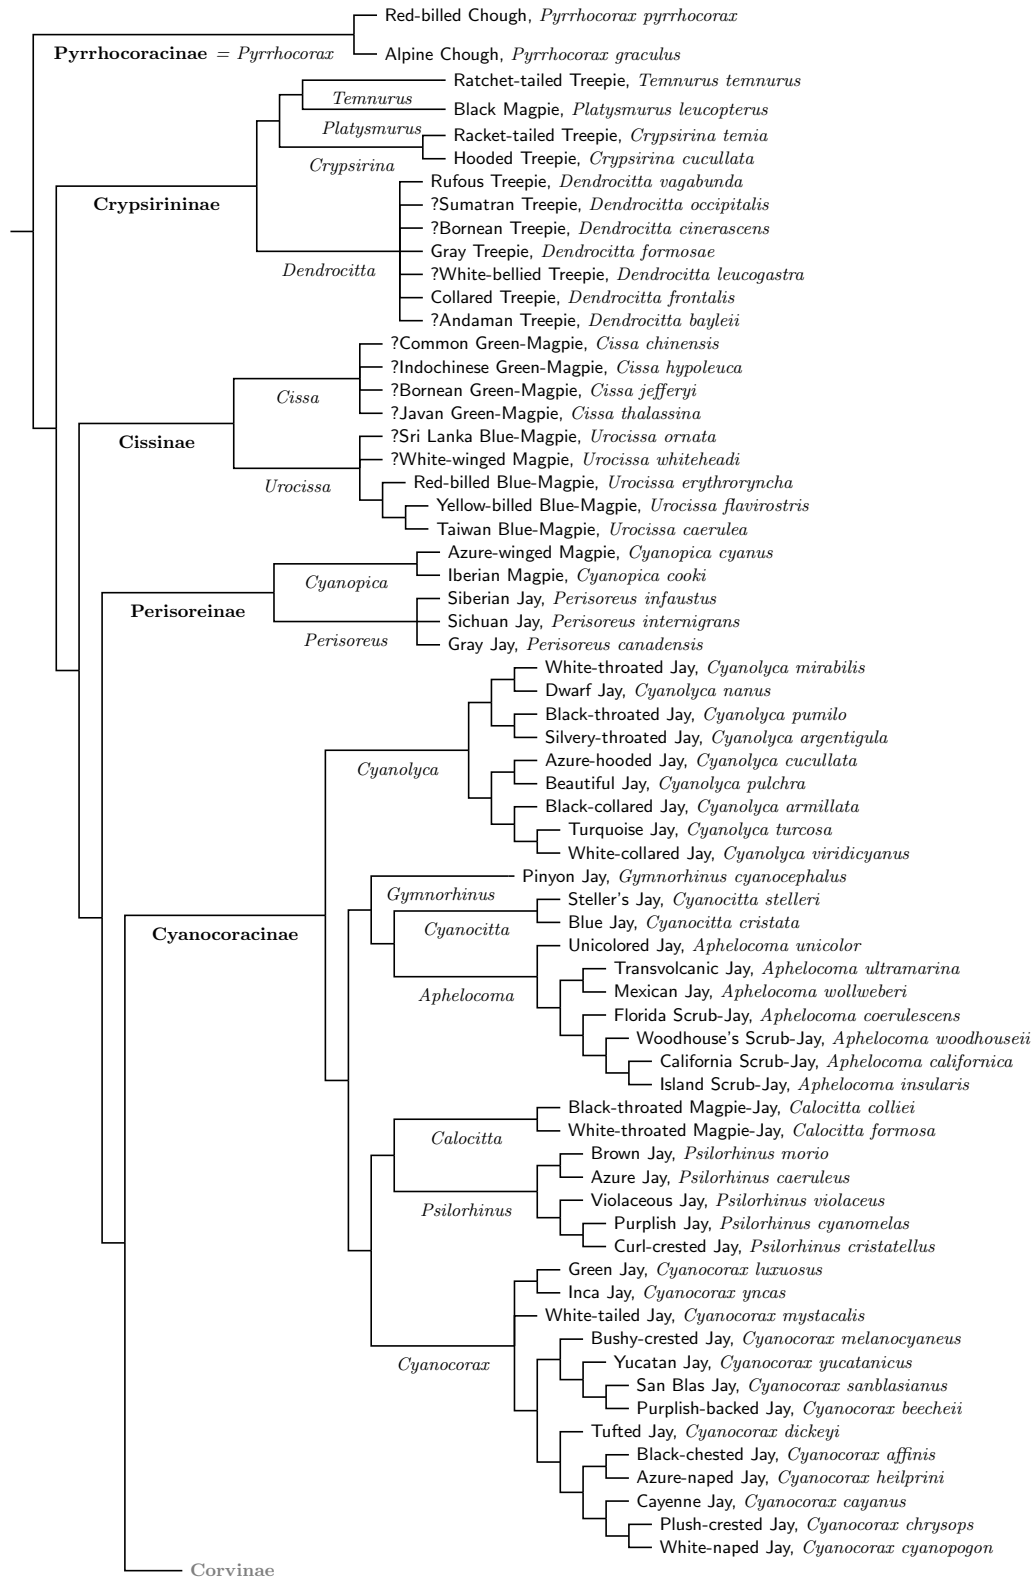 Red-billed Chough, Pyrrhocorax pyrrhocorax
Pyrrhocoracinae = Pyrrhocorax
Alpine Chough, Pyrrhocorax graculus
Ratchet-tailed Treepie, Temnurus temnurus
Temnurus
Black Magpie, Platysmurus leucopterus
Platysmurus
Racket-tailed Treepie, Crypsirina temia
Hooded Treepie, Crypsirina cucullata
Crypsirina
Rufous Treepie, Dendrocitta vagabunda
Crypsirininae
?Sumatran Treepie, Dendrocitta occipitalis
?Bornean Treepie, Dendrocitta cinerascens
Gray Treepie, Dendrocitta formosae
Dendrocitta
?White-bellied Treepie, Dendrocitta leucogastra
Collared Treepie, Dendrocitta frontalis
?Andaman Treepie, Dendrocitta bayleii
?Common Green-Magpie, Cissa chinensis
?Indochinese Green-Magpie, Cissa hypoleuca
?Bornean Green-Magpie, Cissa jefferyi
Cissa
?Javan Green-Magpie, Cissa thalassina
?Sri Lanka Blue-Magpie, Urocissa ornata
Cissinae
?White-winged Magpie, Urocissa whiteheadi
Red-billed Blue-Magpie, Urocissa erythroryncha
Urocissa
Yellow-billed Blue-Magpie, Urocissa flavirostris
Taiwan Blue-Magpie, Urocissa caerulea
Azure-winged Magpie, Cyanopica cyanus
Iberian Magpie, Cyanopica cooki
Cyanopica
Siberian Jay, Perisoreus infaustus
Perisoreinae
Sichuan Jay, Perisoreus internigrans
Perisoreus
Gray Jay, Perisoreus canadensis
White-throated Jay, Cyanolyca mirabilis
Dwarf Jay, Cyanolyca nanus
Black-throated Jay, Cyanolyca pumilo
Silvery-throated Jay, Cyanolyca argentigula
Azure-hooded Jay, Cyanolyca cucullata
Cyanolyca
Beautiful Jay, Cyanolyca pulchra
Black-collared Jay, Cyanolyca armillata
Turquoise Jay, Cyanolyca turcosa
White-collared Jay, Cyanolyca viridicyanus
Pinyon Jay, Gymnorhinus cyanocephalus
Gymnorhinus
Steller's Jay, Cyanocitta stelleri
Blue Jay, Cyanocitta cristata
Cyanocitta
Cyanocoracinae
Unicolored Jay, Aphelocoma unicolor
Transvolcanic Jay, Aphelocoma ultramarina
Mexican Jay, Aphelocoma wollweberi
Aphelocoma
Florida Scrub-Jay, Aphelocoma coerulescens
Woodhouse's Scrub-Jay, Aphelocoma woodhouseii
California Scrub-Jay, Aphelocoma californica
Island Scrub-Jay, Aphelocoma insularis
Black-throated Magpie-Jay, Calocitta colliei
White-throated Magpie-Jay, Calocitta formosa
Calocitta
Brown Jay, Psilorhinus morio
Azure Jay, Psilorhinus caeruleus
Violaceous Jay, Psilorhinus violaceus
Psilorhinus
Purplish Jay, Psilorhinus cyanomelas
Curl-crested Jay, Psilorhinus cristatellus
Green Jay, Cyanocorax luxuosus
Inca Jay, Cyanocorax yncas
White-tailed Jay, Cyanocorax mystacalis
Bushy-crested Jay, Cyanocorax melanocyaneus
Cyanocorax
Yucatan Jay, Cyanocorax yucatanicus
San Blas Jay, Cyanocorax sanblasianus
Purplish-backed Jay, Cyanocorax beecheii
Tufted Jay, Cyanocorax dickeyi
Black-chested Jay, Cyanocorax affinis
Azure-naped Jay, Cyanocorax heilprini
Cayenne Jay, Cyanocorax cayanus
Plush-crested Jay, Cyanocorax chrysops
White-naped Jay, Cyanocorax cyanopogon
Corvinae